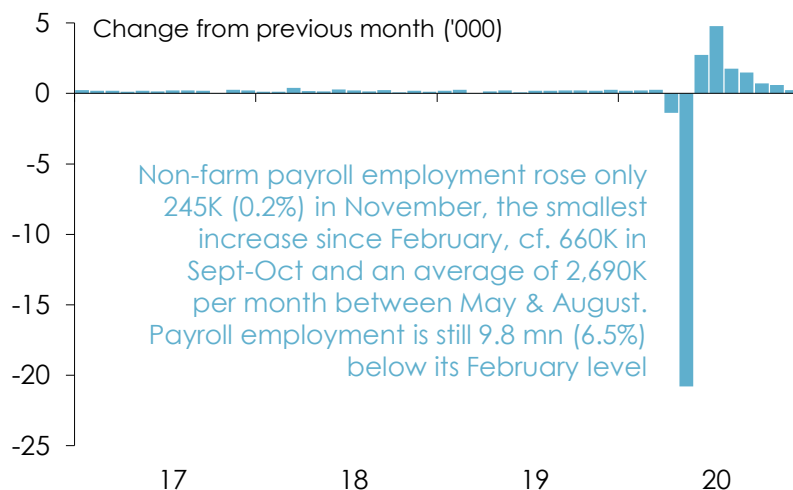 Change from previous month ('000)
5
0
-5
-10
-15
-20
-25
Non-farm payroll employment rose only
245K (0.2%) in November, the smallest
increase since February, cf. 660K in
Sept-Oct and an average of 2,690K
per month between May & August.
Payroll employment is still 9.8 mn (6.5%)
below its February level
17 18 19 20